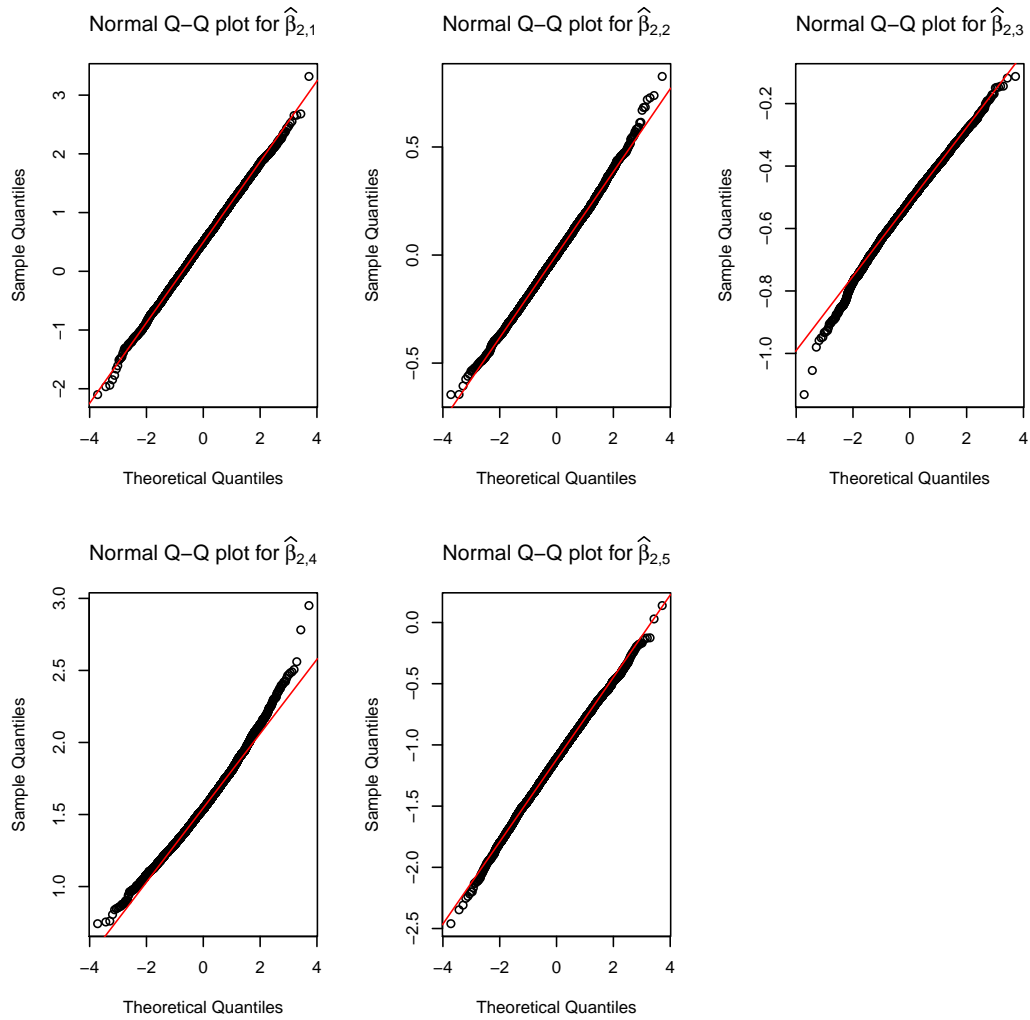 Normal Q−Q plot for β̂2,1
3
2
1
0
−1
−2
Sample Quantiles
−4 −2 0 2 4
Theoretical Quantiles
Normal Q−Q plot for β̂2,2
0.5
0.0
−0.5
Sample Quantiles
−4 −2 0 2 4
Theoretical Quantiles
Normal Q−Q plot for β̂2,3
−0.2
−0.4
−0.6
−0.8
−1.0
Sample Quantiles
−4 −2 0 2 4
Theoretical Quantiles
Normal Q−Q plot for β̂2,4
3.0
2.5
2.0
1.5
1.0
Sample Quantiles
−4 −2 0 2 4
Theoretical Quantiles
Normal Q−Q plot for β̂2,5
0.0
−0.5
−1.0
−1.5
−2.0
−2.5
Sample Quantiles
−4 −2 0 2 4
Theoretical Quantiles